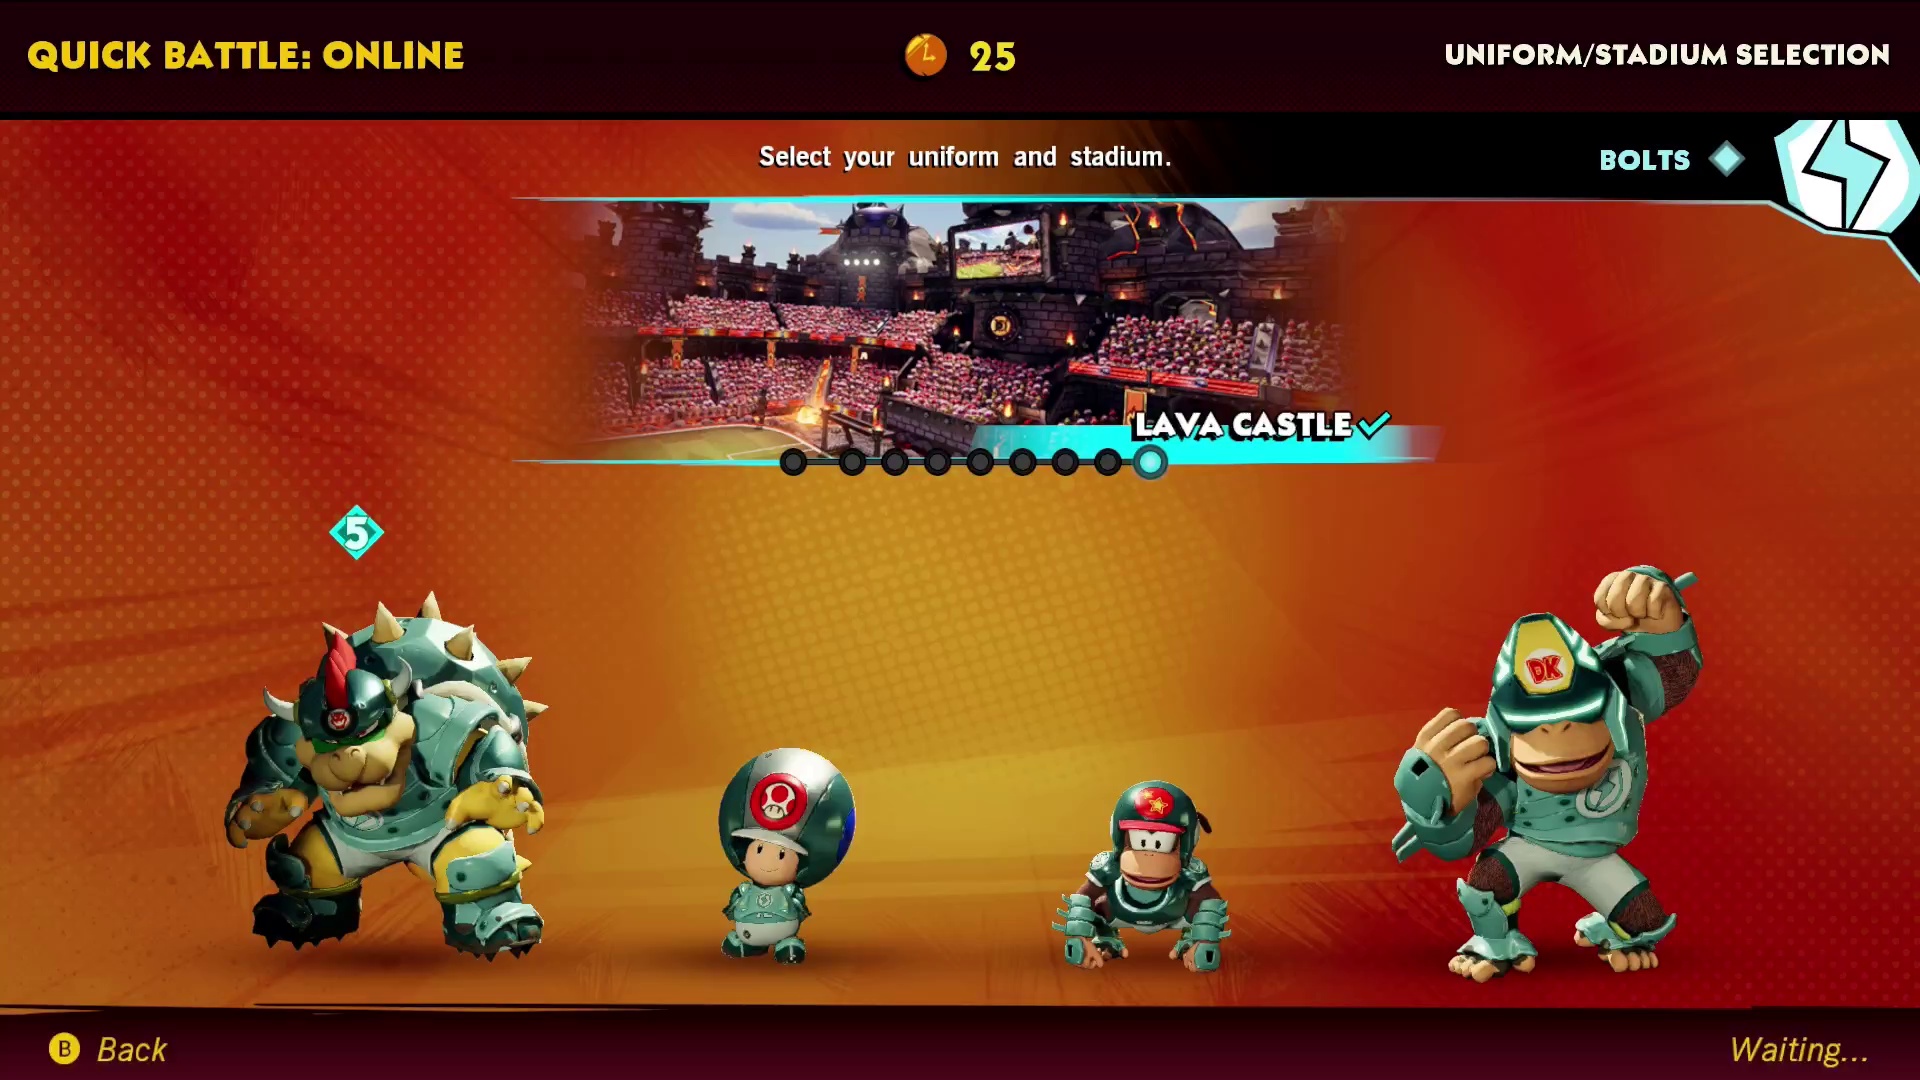 QUICK BATTLE: ONLINE
25
UNIFORM/STADIUM SELECTION
Select your uniform and stadium.
BOLTS
LAVA CASTLE
5
DK
B Back
Waiting...